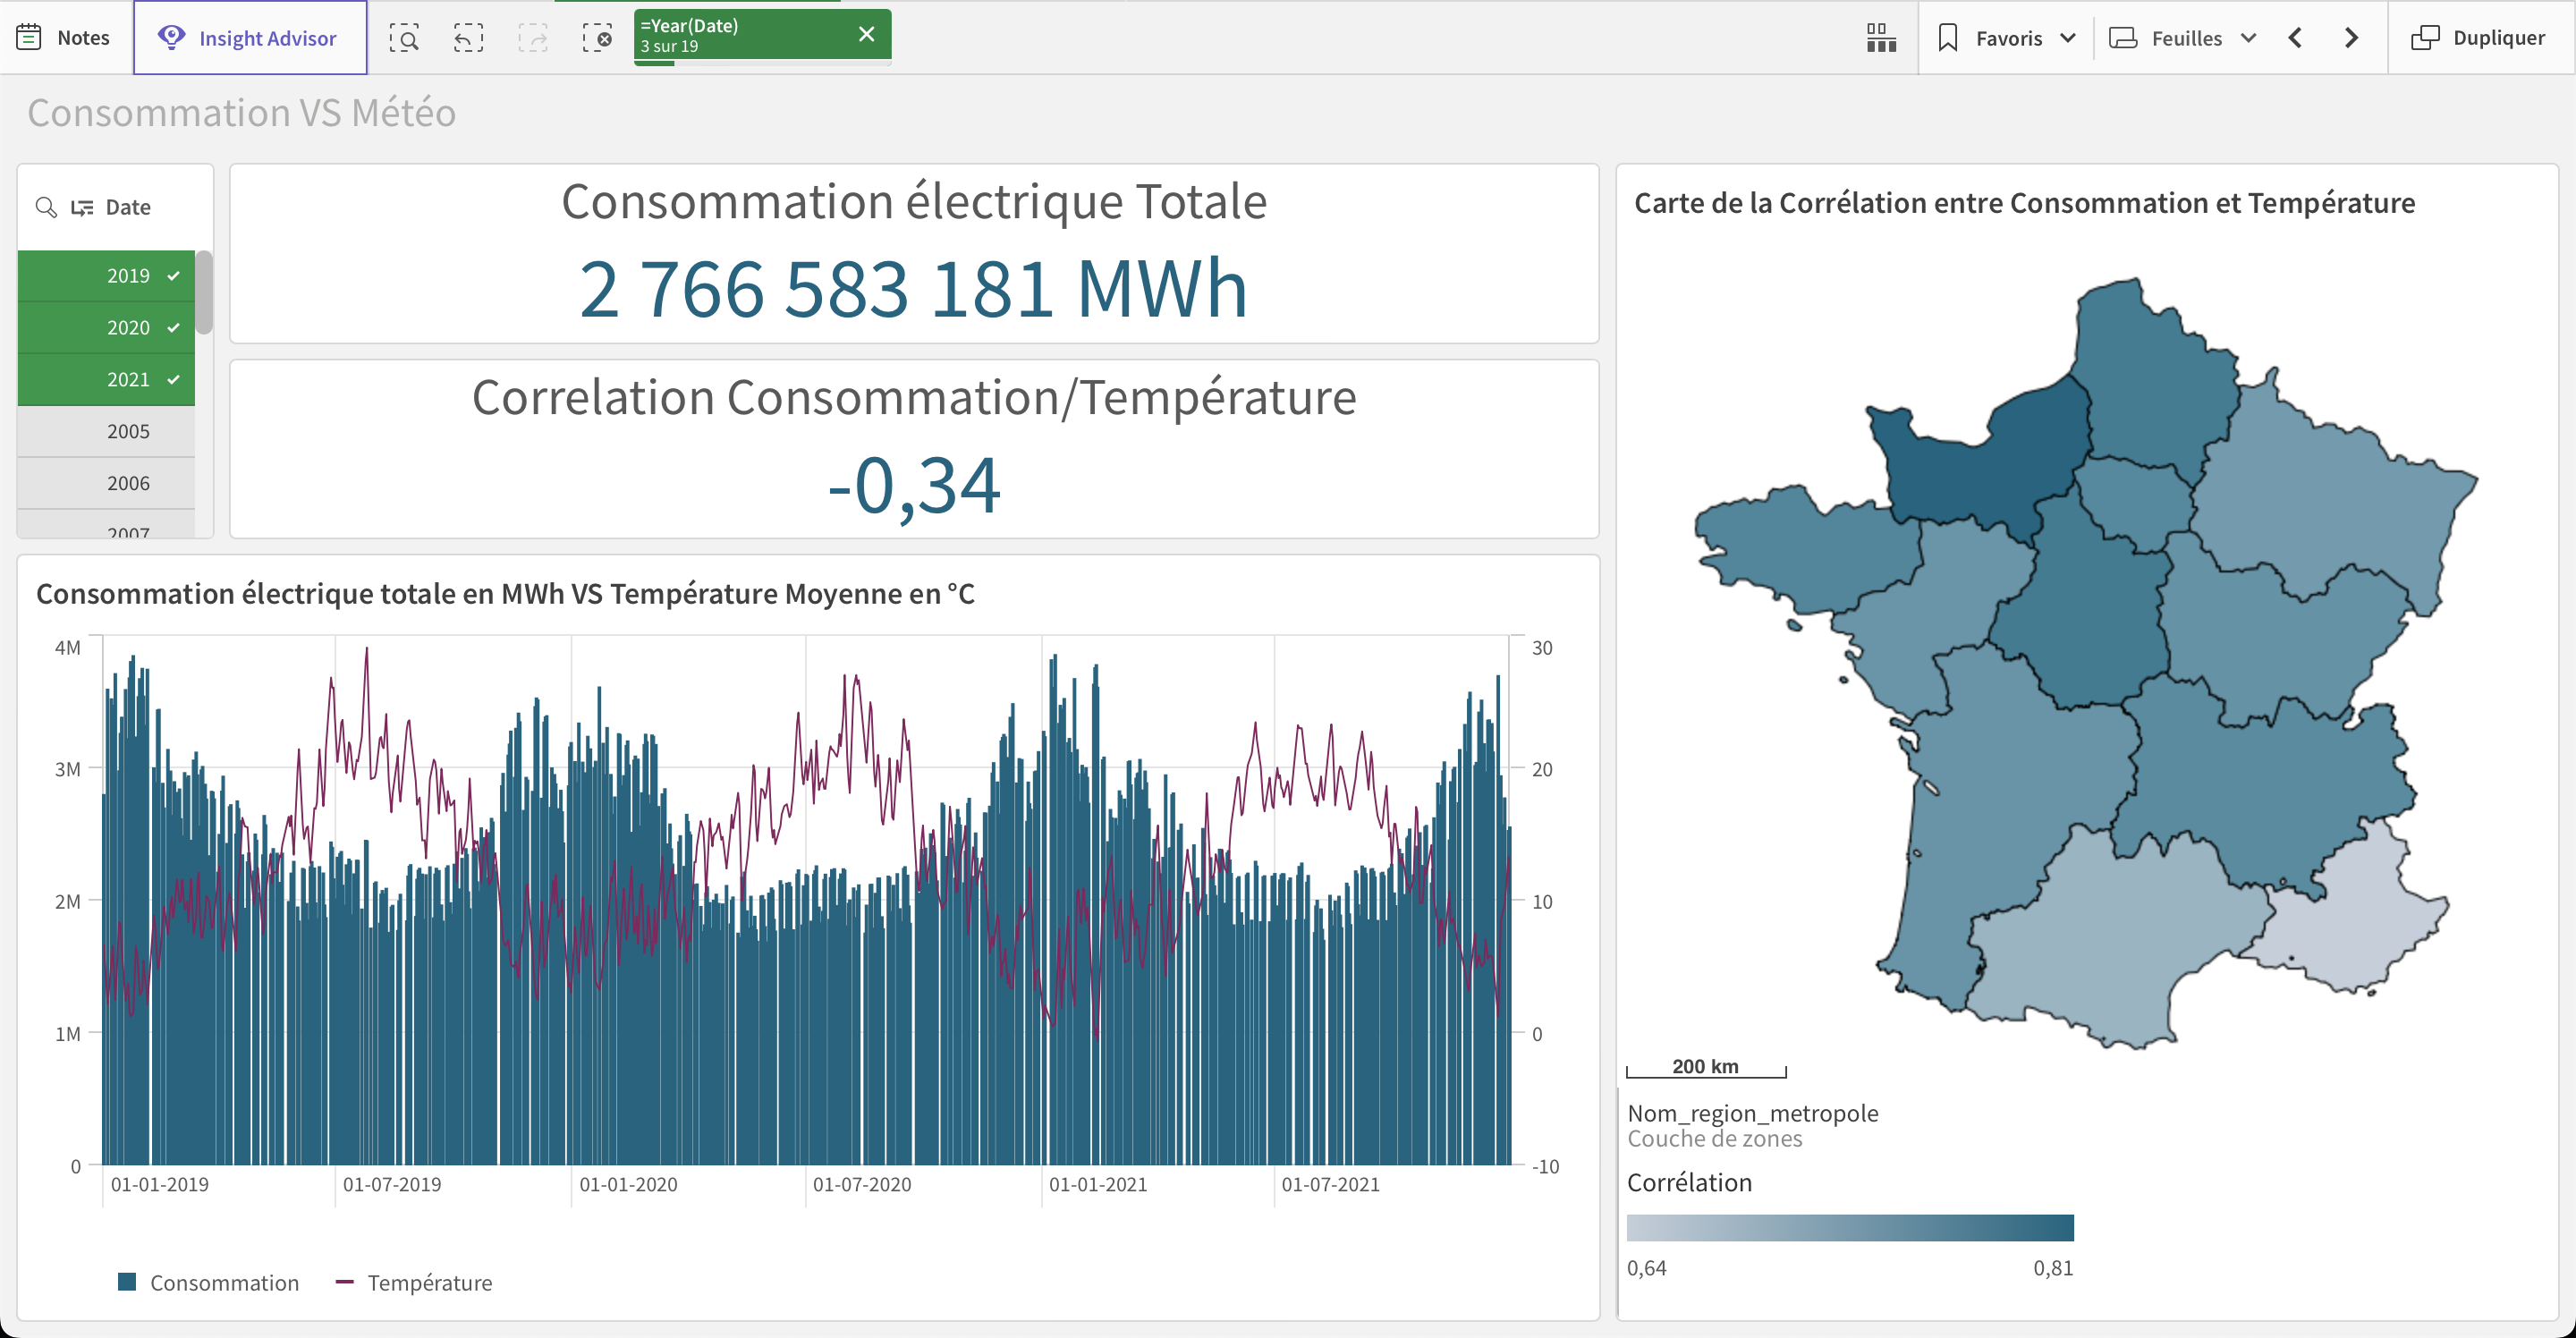 Notes
Insight Advisor
=Year(Date)
3 sur 19
Favoris
Feuilles
Dupliquer
Consommation VS Météo
Date
2019
2020
2021
2005
2006
2007
Consommation électrique Totale
2 766 583 181 MWh
Correlation Consommation/Température
-0,34
Consommation électrique totale en MWh VS Température Moyenne en °C
4M
3M
2M
1M
0
30
20
10
0
-10
01-01-2019
01-07-2019
01-01-2020
01-07-2020
01-01-2021
01-07-2021
Consommation
Température
Carte de la Corrélation entre Consommation et Température
200 km
Nom_region_metropole
Couche de zones
Corrélation
0,64
0,81